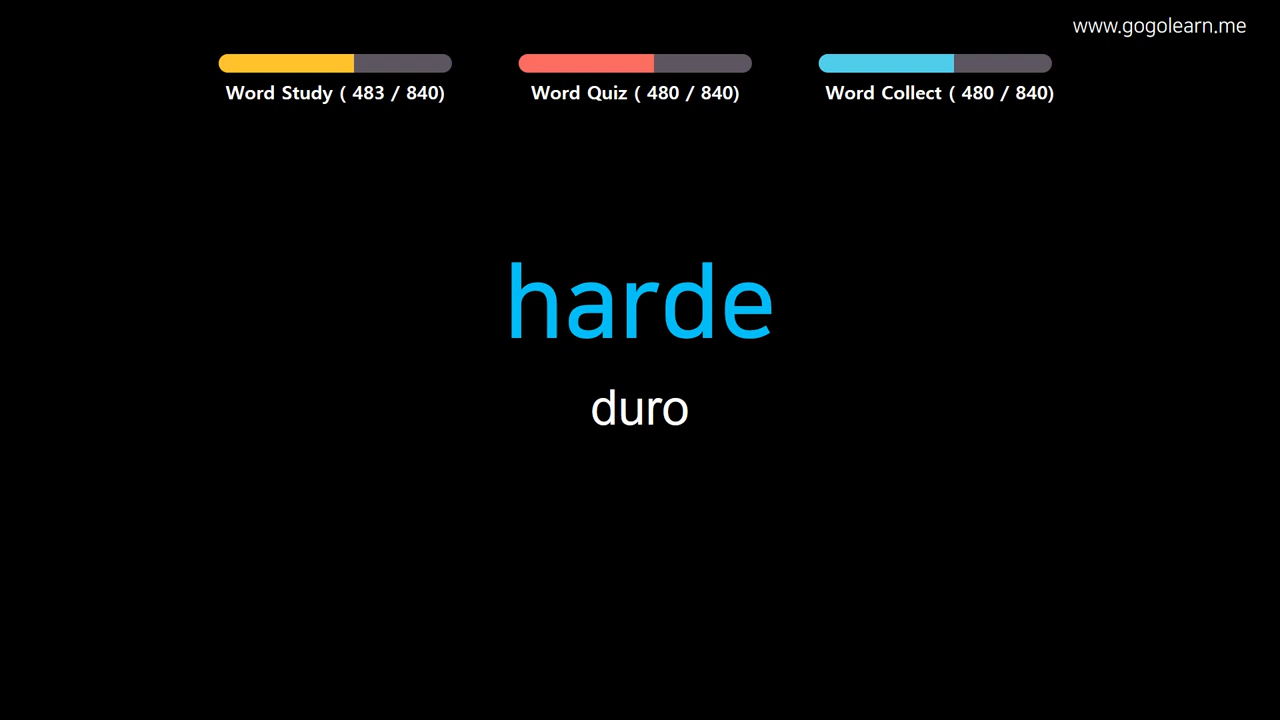 www.gogolearn.me
Word Study ( 483 / 840)
Word Quiz ( 480 / 840)
Word Collect ( 480 / 840)
harde
duro